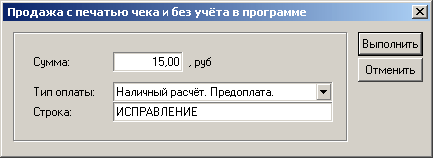 Продажа с печатью чека и без учёта в программе
Сумма: 15,00 , руб
Тип оплаты: Наличный расчёт. Предоплата.
Строка: ИСПРАВЛЕНИЕ
Выполнить
Отменить